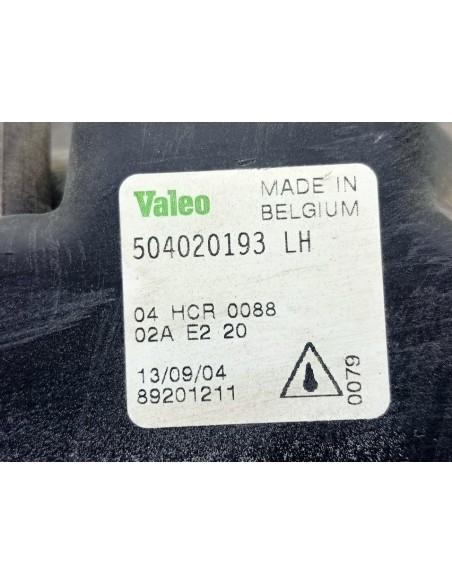 Valeo MADE IN
BELGIUM
504020193 LH
04 HCR 0088
02A E2 20
13/09/04
89201211
0079